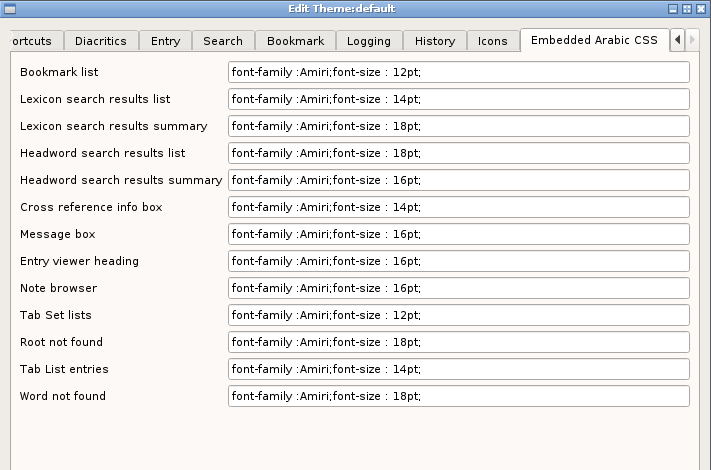 Edit Theme:default
ortcuts Diacritics Entry Search Bookmark Logging History Icons Embedded Arabic CSS
Bookmark list font-family :Amiri;font-size : 12pt;
Lexicon search results list font-family :Amiri;font-size : 14pt;
Lexicon search results summary font-family :Amiri;font-size : 18pt;
Headword search results list font-family :Amiri;font-size : 18pt;
Headword search results summary font-family :Amiri;font-size : 16pt;
Cross reference info box font-family :Amiri;font-size : 14pt;
Message box font-family :Amiri;font-size : 16pt;
Entry viewer heading font-family :Amiri;font-size : 16pt;
Note browser font-family :Amiri;font-size : 16pt;
Tab Set lists font-family :Amiri;font-size : 12pt;
Root not found font-family :Amiri;font-size : 18pt;
Tab List entries font-family :Amiri;font-size : 14pt;
Word not found font-family :Amiri;font-size : 18pt;